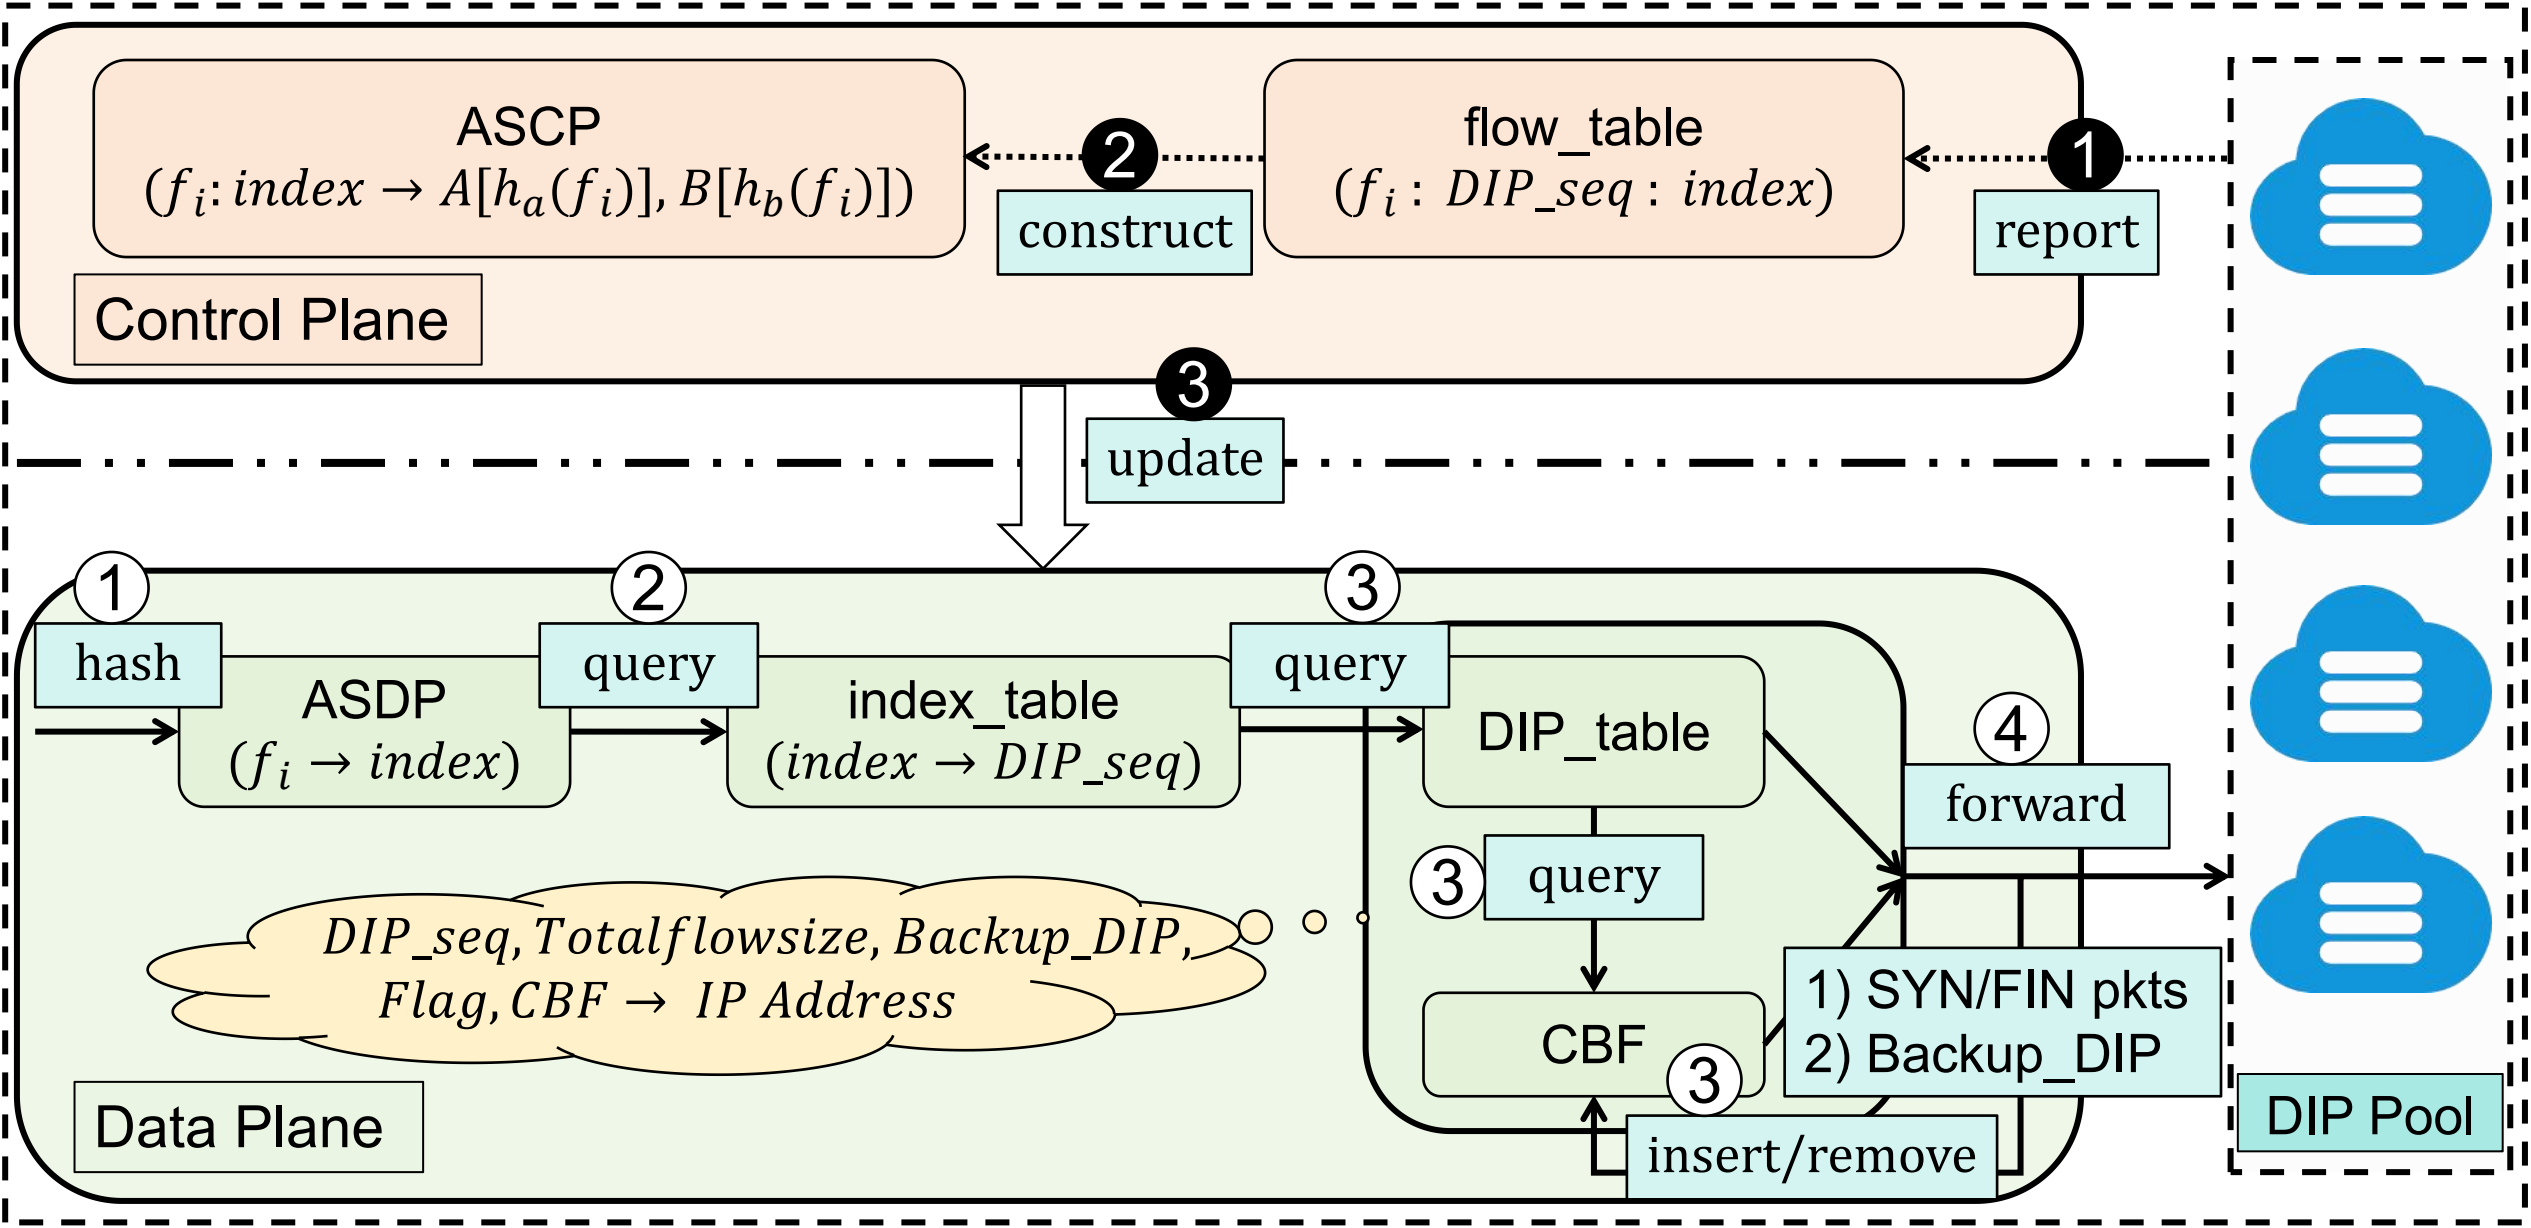 ASCP
(f_i: index → A[h_a(f_i)], B[h_b(f_i)])
2
construct
flow_table
(f_i : DIP_seq : index)
1
report
Control Plane
3
update
1
hash
ASDP
(f_i → index)
2
query
index_table
(index → DIP_seq)
3
query
DIP_table
4
forward
3
query
DIP_seq, Totalflowsize, Backup_DIP,
Flag, CBF → IP Address
CBF
1) SYN/FIN pkts
2) Backup_DIP
3
insert/remove
Data Plane
DIP Pool